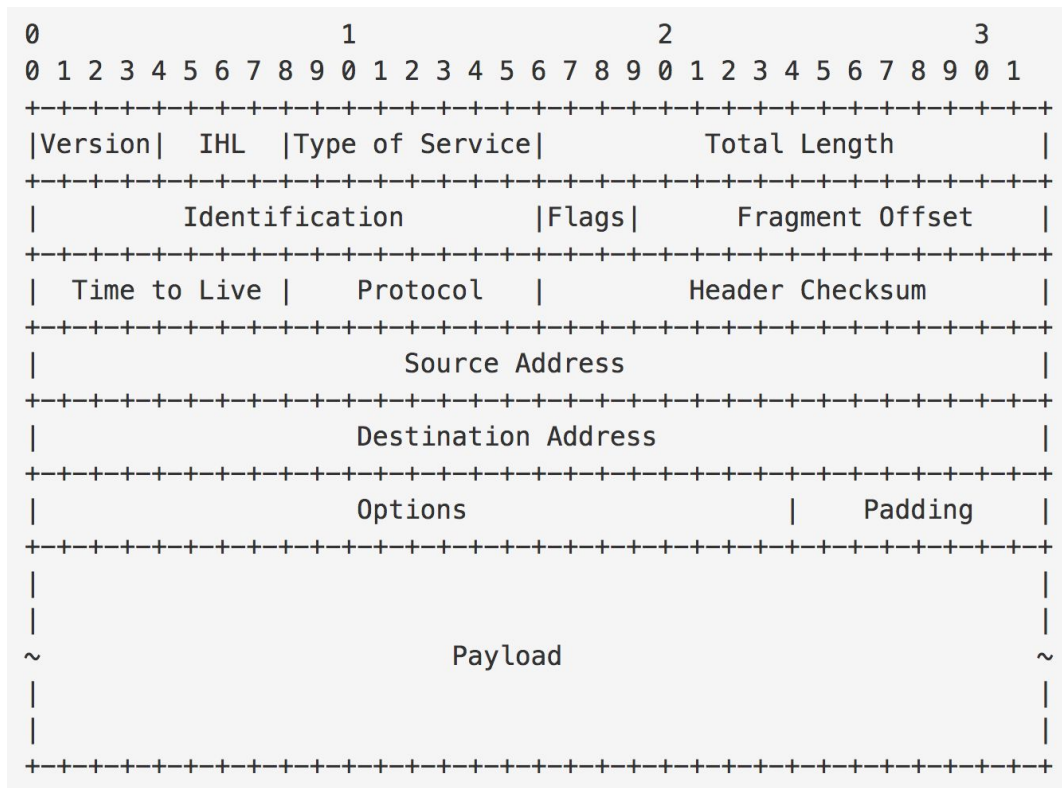 0                   1                   2                   3
0 1 2 3 4 5 6 7 8 9 0 1 2 3 4 5 6 7 8 9 0 1 2 3 4 5 6 7 8 9 0 1
+-+-+-+-+-+-+-+-+-+-+-+-+-+-+-+-+-+-+-+-+-+-+-+-+-+-+-+-+-+-+-+-+
|Version|  IHL  |Type of Service|          Total Length         |
+-+-+-+-+-+-+-+-+-+-+-+-+-+-+-+-+-+-+-+-+-+-+-+-+-+-+-+-+-+-+-+-+
|         Identification        |Flags|      Fragment Offset    |
+-+-+-+-+-+-+-+-+-+-+-+-+-+-+-+-+-+-+-+-+-+-+-+-+-+-+-+-+-+-+-+-+
|  Time to Live |    Protocol   |         Header Checksum       |
+-+-+-+-+-+-+-+-+-+-+-+-+-+-+-+-+-+-+-+-+-+-+-+-+-+-+-+-+-+-+-+-+
|                       Source Address                          |
+-+-+-+-+-+-+-+-+-+-+-+-+-+-+-+-+-+-+-+-+-+-+-+-+-+-+-+-+-+-+-+-+
|                    Destination Address                        |
+-+-+-+-+-+-+-+-+-+-+-+-+-+-+-+-+-+-+-+-+-+-+-+-+-+-+-+-+-+-+-+-+
|                    Options                    |    Padding    |
+-+-+-+-+-+-+-+-+-+-+-+-+-+-+-+-+-+-+-+-+-+-+-+-+-+-+-+-+-+-+-+-+
|                                                               |
|                                                               |
~                          Payload                              ~
|                                                               |
|                                                               |
+-+-+-+-+-+-+-+-+-+-+-+-+-+-+-+-+-+-+-+-+-+-+-+-+-+-+-+-+-+-+-+-+